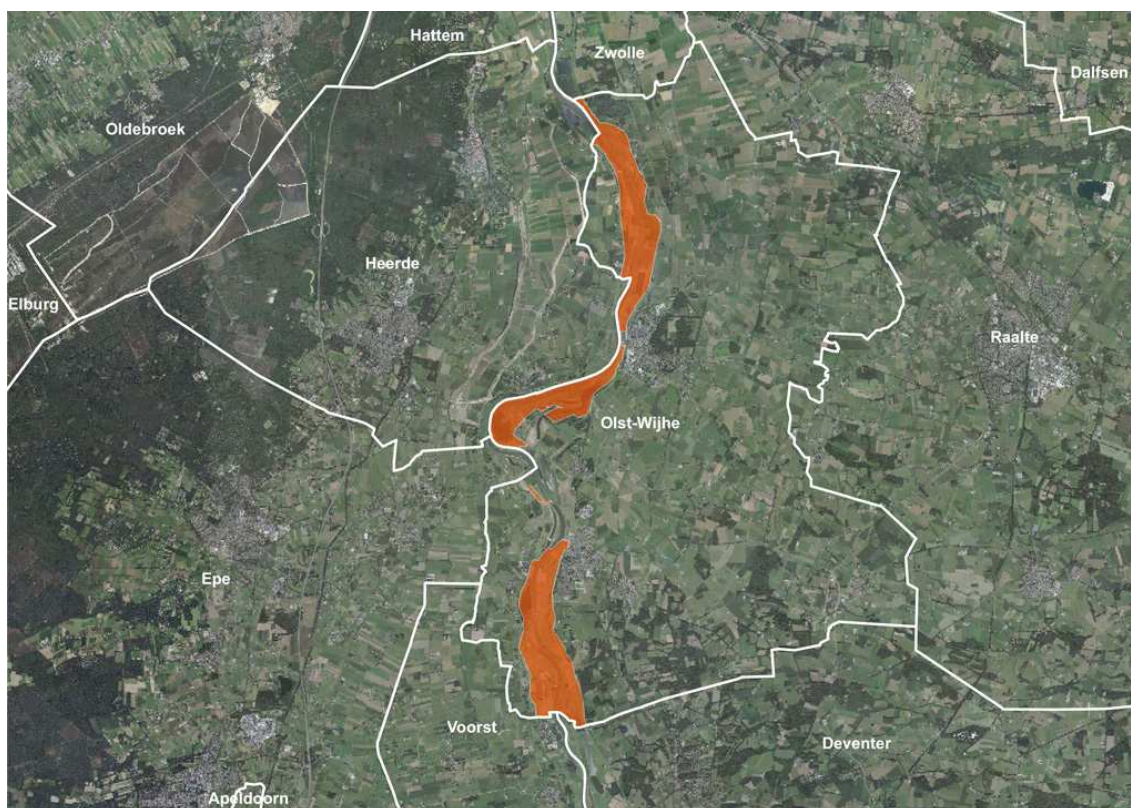 Hattem
Zwolle
Dalfsen
Oldebroek
Heerde
Elburg
Raalte
Olst-Wijhe
Epe
Voorst
Deventer
Apeldoorn